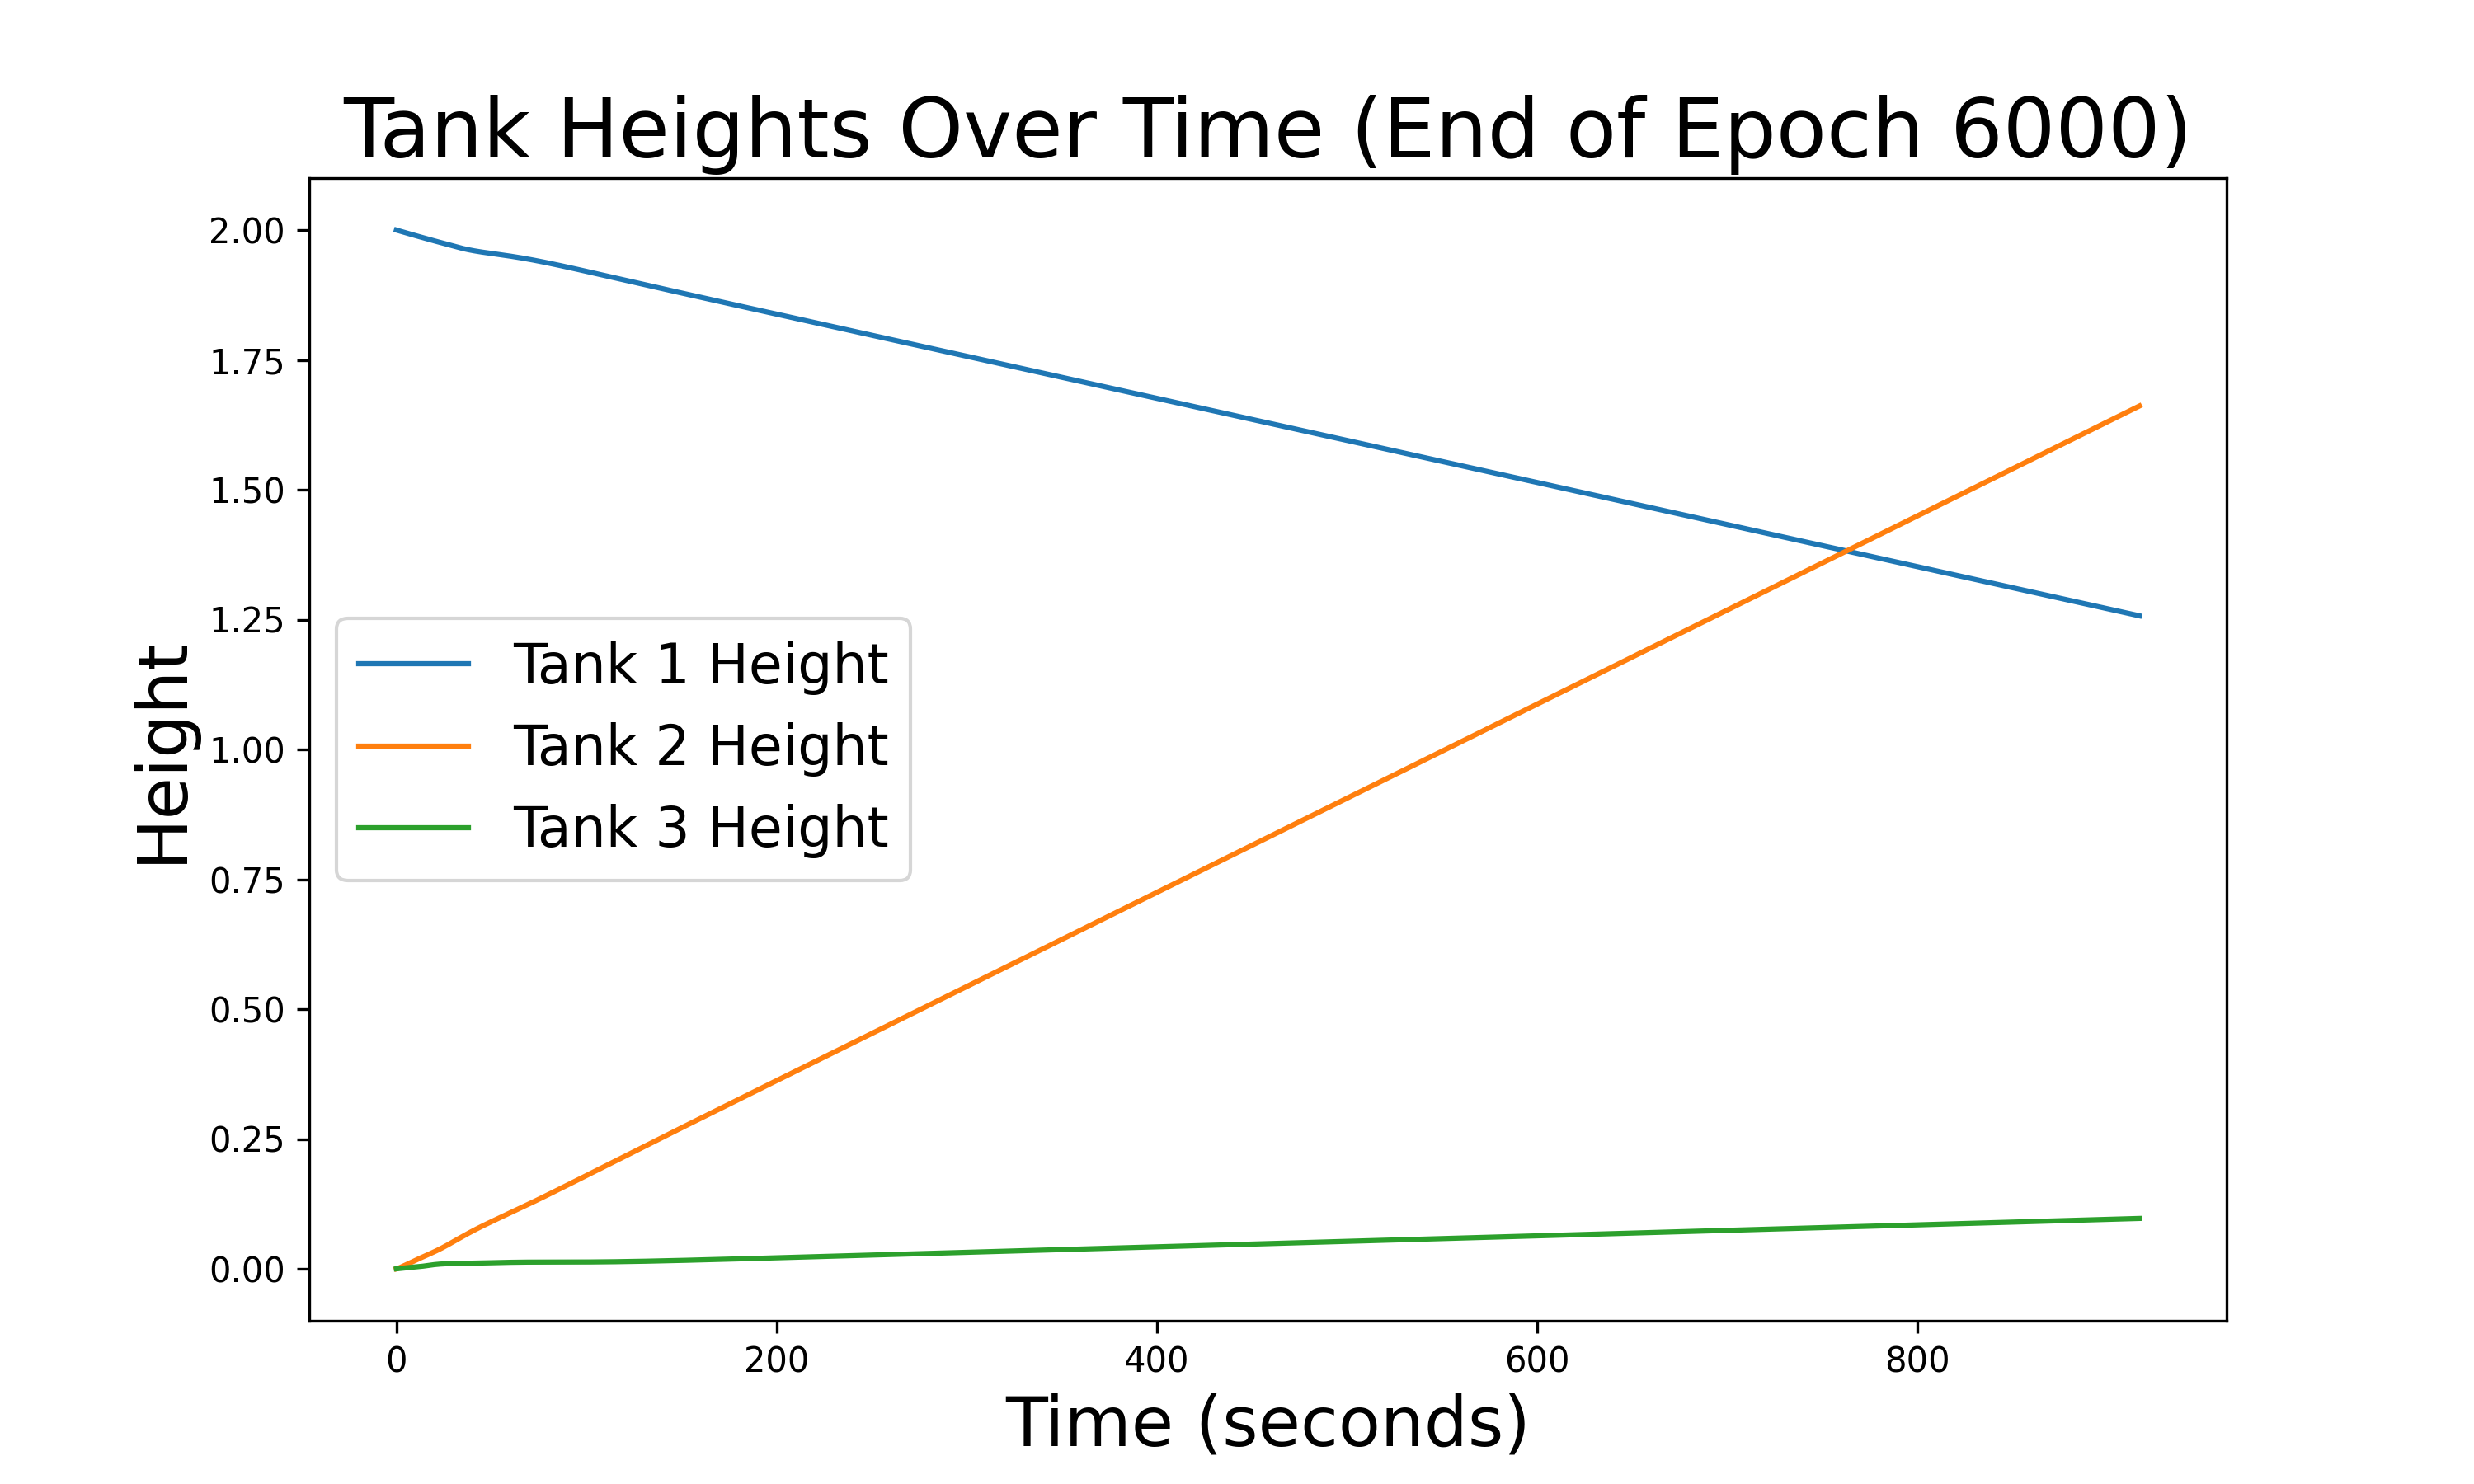 Tank Heights Over Time (End of Epoch 6000)
Height
2.00
1.75
1.50
1.25
1.00
0.75
0.50
0.25
0.00
Tank 1 Height
Tank 2 Height
Tank 3 Height
0 200 400 600 800
Time (seconds)